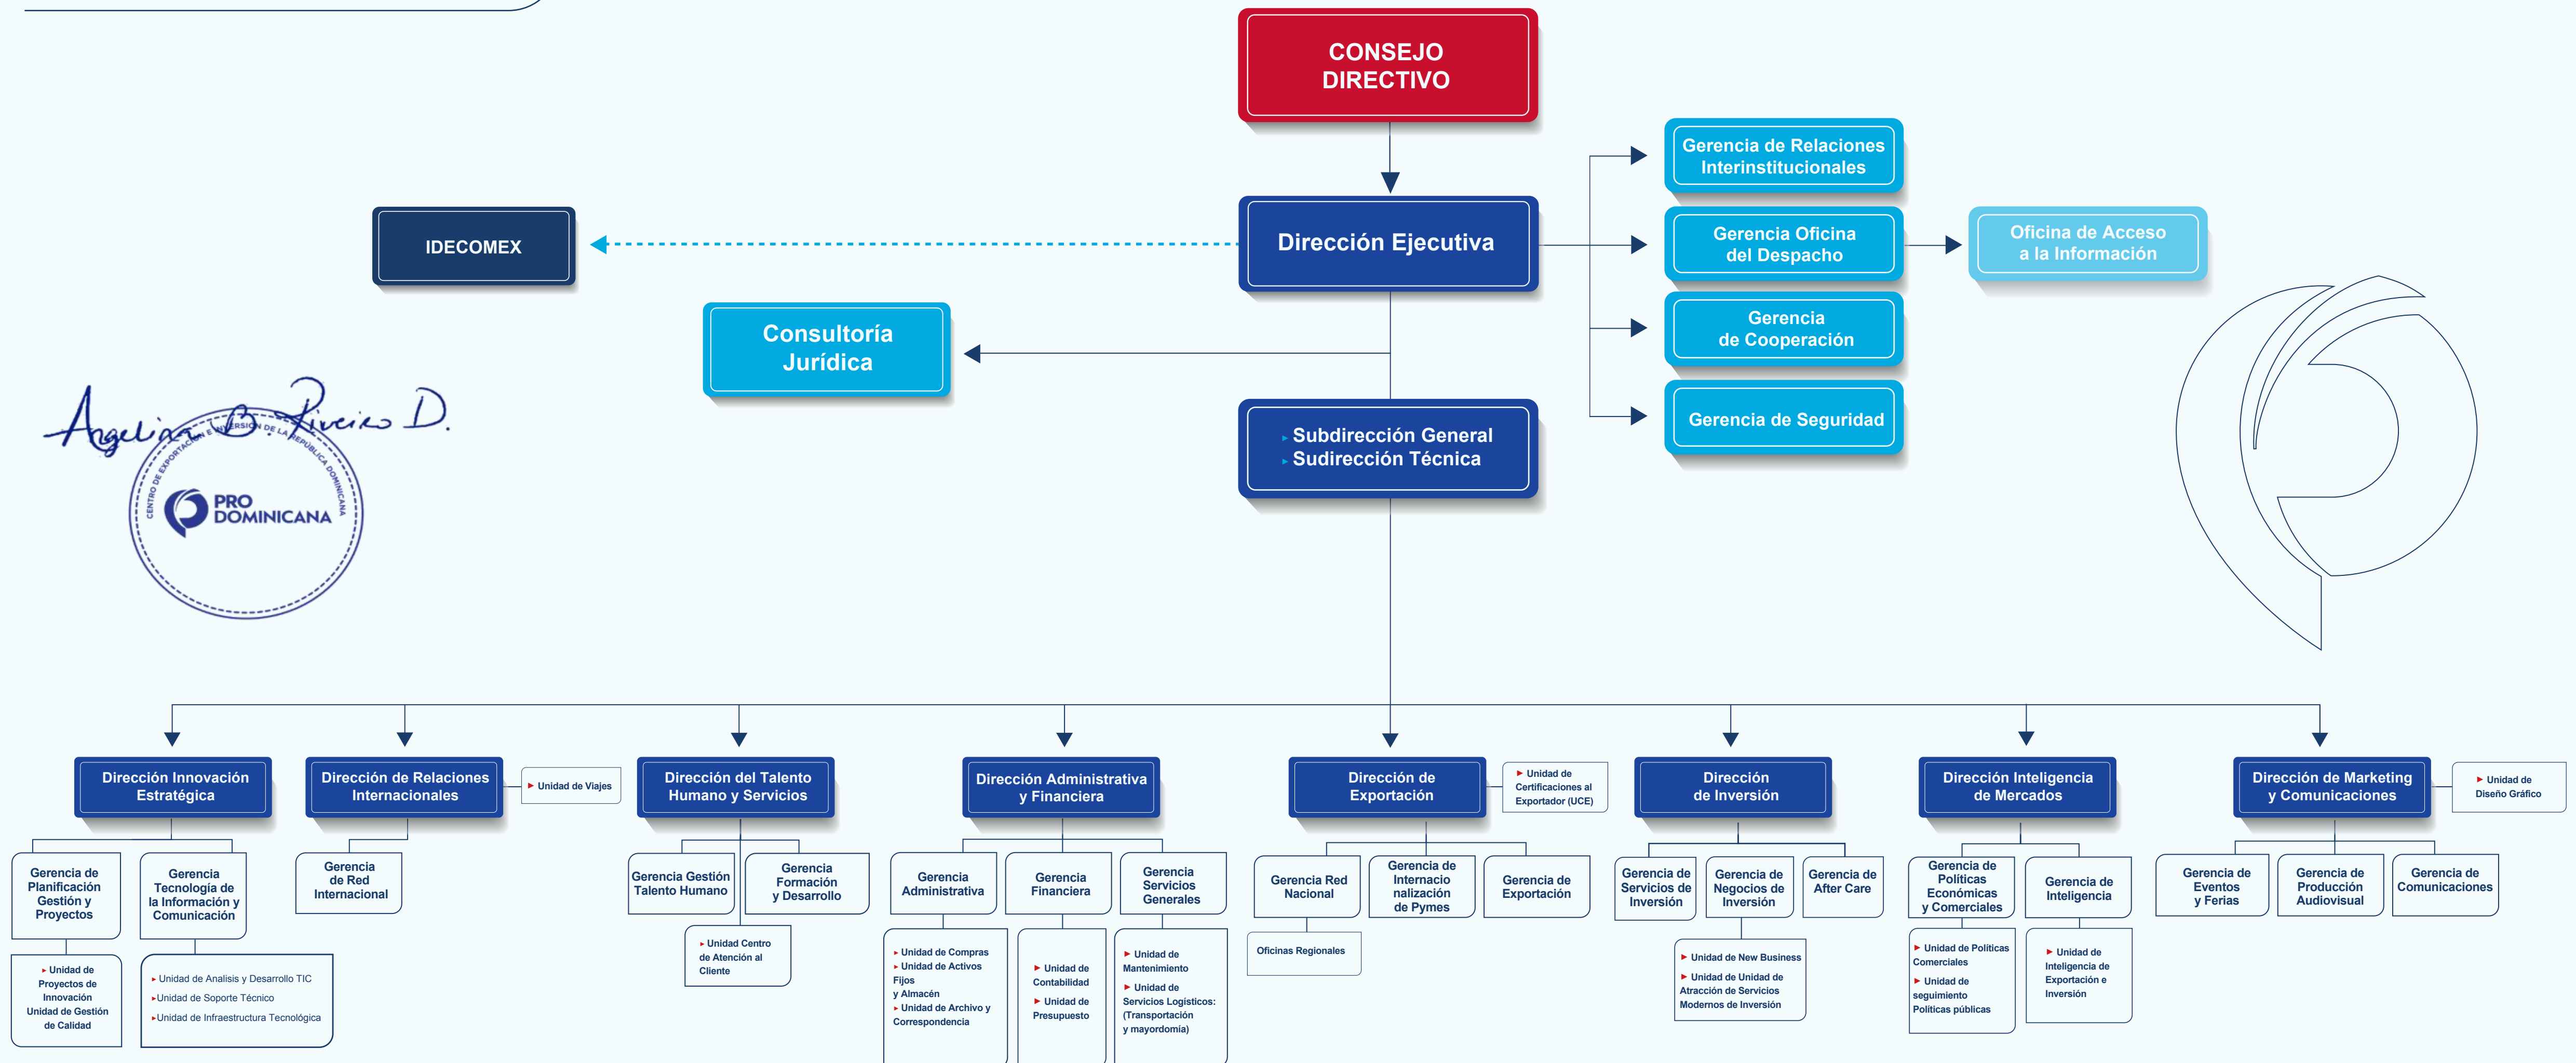 CONSEJO
DIRECTIVO
Gerencia de Relaciones
Interinstitucionales
IDECOMEX
Dirección Ejecutiva
Gerencia Oficina
del Despacho
Oficina de Acceso
a la Información
Consultoría
Jurídica
Gerencia
de Cooperación
Gerencia de Seguridad
Subdirección General
Sudirección Técnica
Angelina B. Riveiro D.
CENTRO DE EXPORTACIÓN E INVERSIÓN DE LA REPÚBLICA DOMINICANA
PRO
DOMINICANA
Dirección Innovación
Estratégica
Dirección de Relaciones
Internacionales
Unidad de Viajes
Dirección del Talento
Humano y Servicios
Dirección Administrativa
y Financiera
Dirección de
Exportación
Unidad de
Certificaciones al
Exportador (UCE)
Dirección
de Inversión
Dirección Inteligencia
de Mercados
Dirección de Marketing
y Comunicaciones
Unidad de
Diseño Gráfico
Gerencia de
Planificación
Gestión y
Proyectos
Gerencia
Tecnología de
la Información y
Comunicación
Gerencia
de Red
Internacional
Gerencia Gestión
Talento Humano
Gerencia
Formación
y Desarrollo
Gerencia
Administrativa
Gerencia
Financiera
Gerencia
Servicios
Generales
Gerencia Red
Nacional
Gerencia de
Internacio
nalización
de Pymes
Gerencia de
Exportación
Gerencia de
Servicios de
Inversión
Gerencia de
Negocios de
Inversión
Gerencia de
After Care
Gerencia de
Políticas
Económicas
y Comerciales
Gerencia de
Inteligencia
Gerencia de
Eventos
y Ferias
Gerencia de
Producción
Audiovisual
Gerencia de
Comunicaciones
Unidad de
Proyectos de
Innovación
Unidad de Gestión
de Calidad
Unidad de Analisis y Desarrollo TIC
Unidad de Soporte Técnico
Unidad de Infraestructura Tecnológica
Unidad Centro
de Atención al
Cliente
Unidad de Compras
Unidad de Activos
Fijos
y Almacén
Unidad de Archivo y
Correspondencia
Unidad de
Contabilidad
Unidad de
Presupuesto
Unidad de
Mantenimiento
Unidad de
Servicios Logísticos:
(Transportación
y mayordomía)
Oficinas Regionales
Unidad de New Business
Unidad de Unidad de
Atracción de Servicios
Modernos de Inversión
Unidad de Políticas
Comerciales
Unidad de
seguimiento
Políticas públicas
Unidad de
Inteligencia de
Exportación e
Inversión